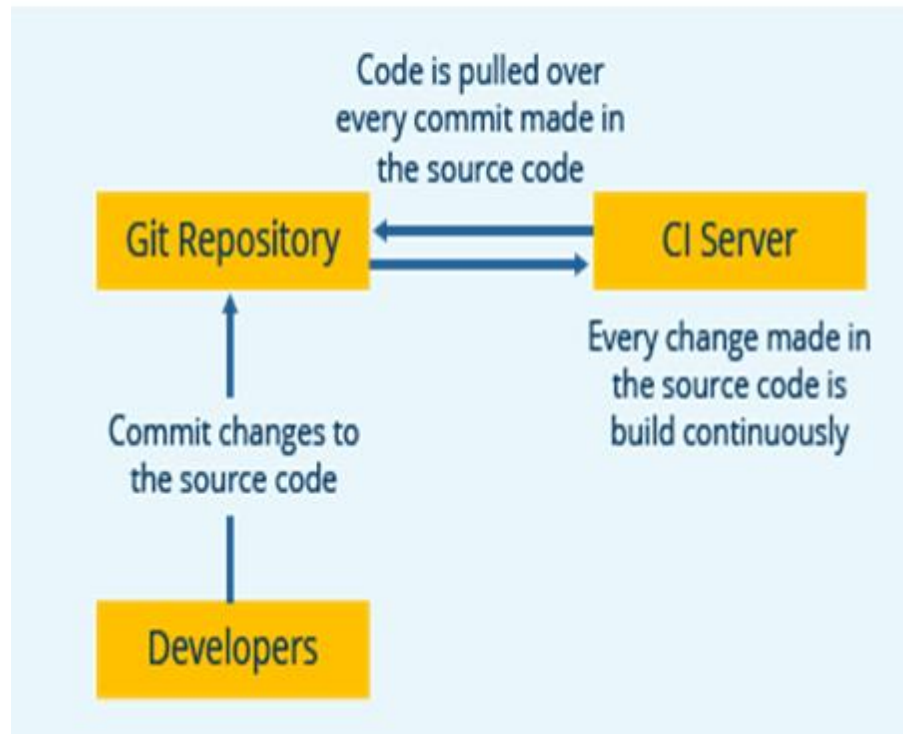 Code is pulled over
every commit made in
the source code
Git Repository
CI Server
Every change made in
the source code is
build continuously
Commit changes to
the source code
Developers